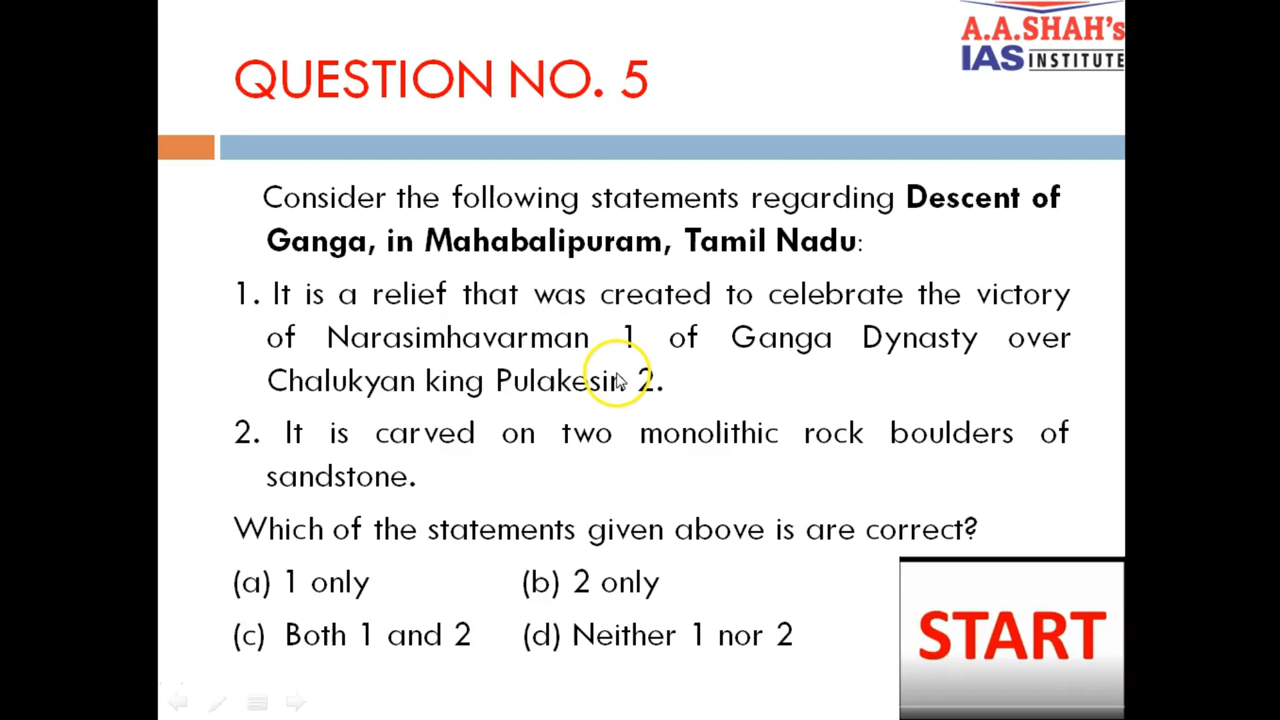 A.A.SHAH's
IAS INSTITUTE
QUESTION NO. 5
Consider the following statements regarding Descent of
Ganga, in Mahabalipuram, Tamil Nadu:
1. It is a relief that was created to celebrate the victory
of Narasimhavarman 1 of Ganga Dynasty over
Chalukyan king Pulakesin 2.
2. It is carved on two monolithic rock boulders of
sandstone.
Which of the statements given above is are correct?
(a) 1 only (b) 2 only
(c) Both 1 and 2 (d) Neither 1 nor 2
START